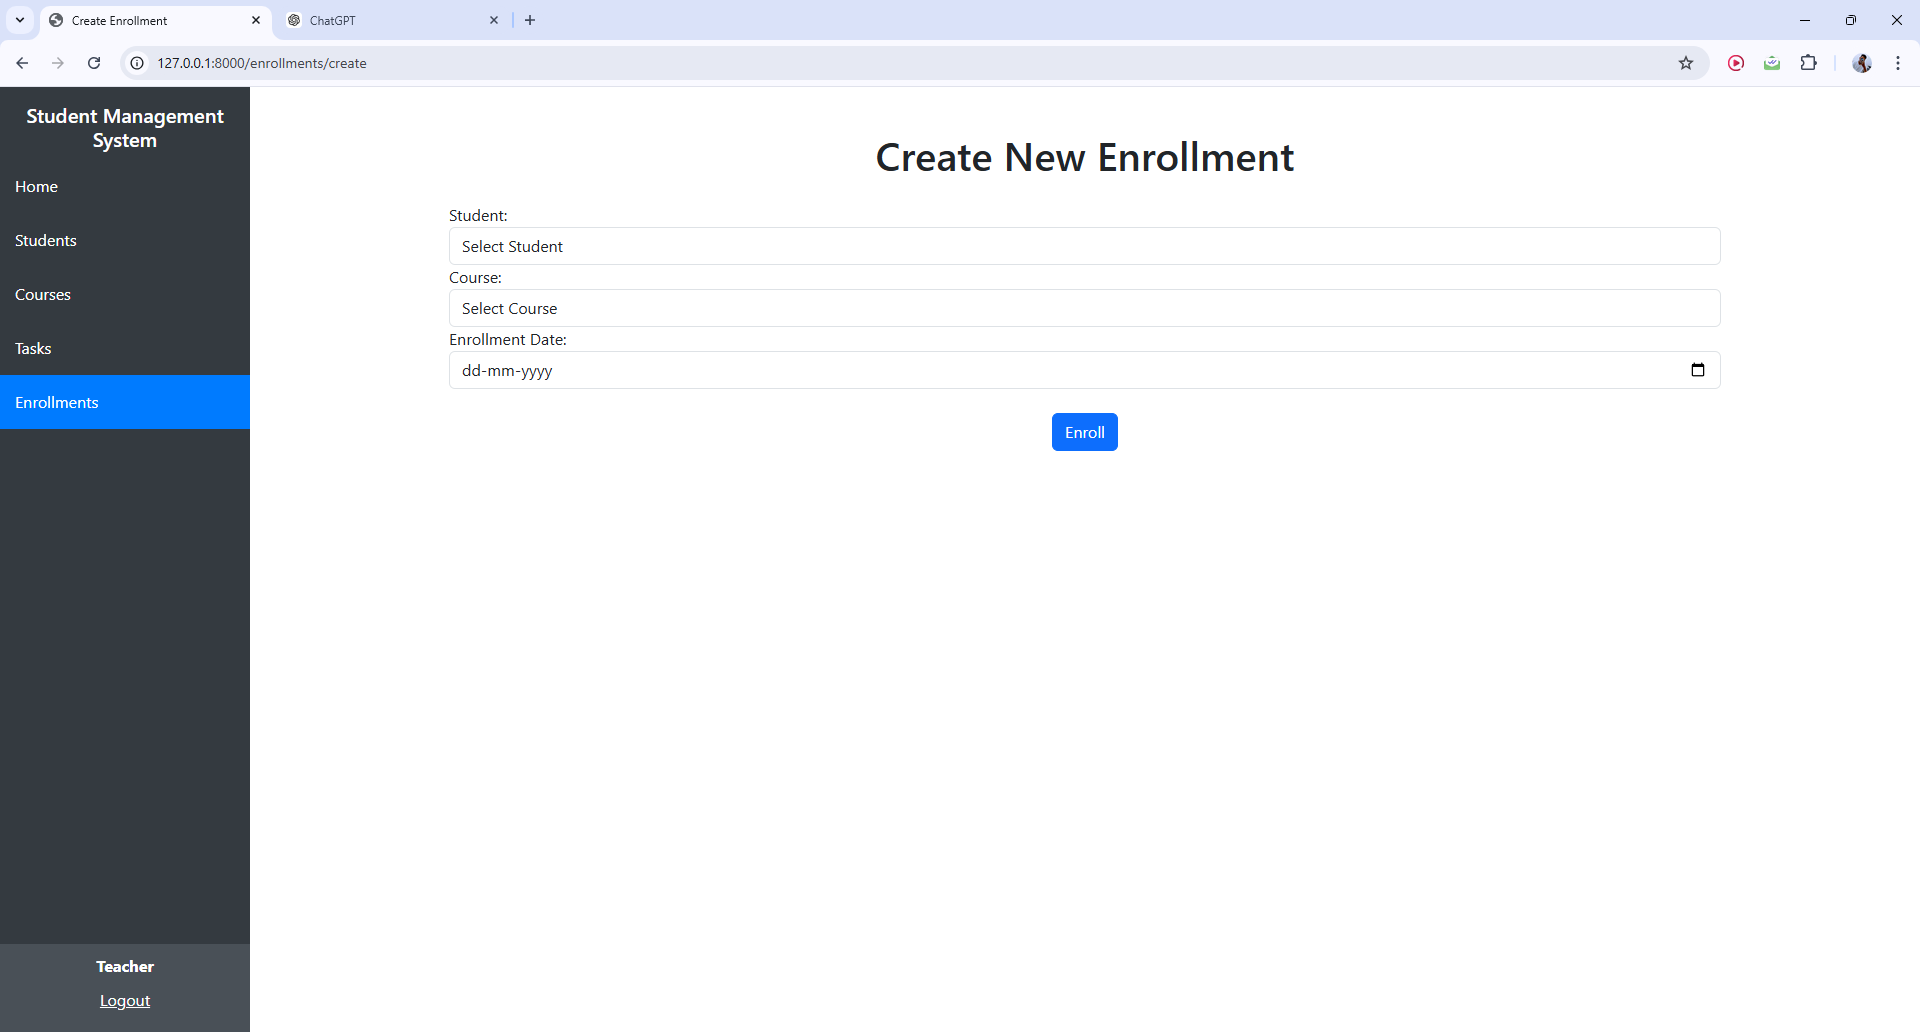 Create Enrollment
ChatGPT
127.0.0.1:8000/enrollments/create
Student Management
System
Home
Students
Courses
Tasks
Enrollments
Teacher
Logout
Create New Enrollment
Student:
Select Student
Course:
Select Course
Enrollment Date:
dd-mm-yyyy
Enroll